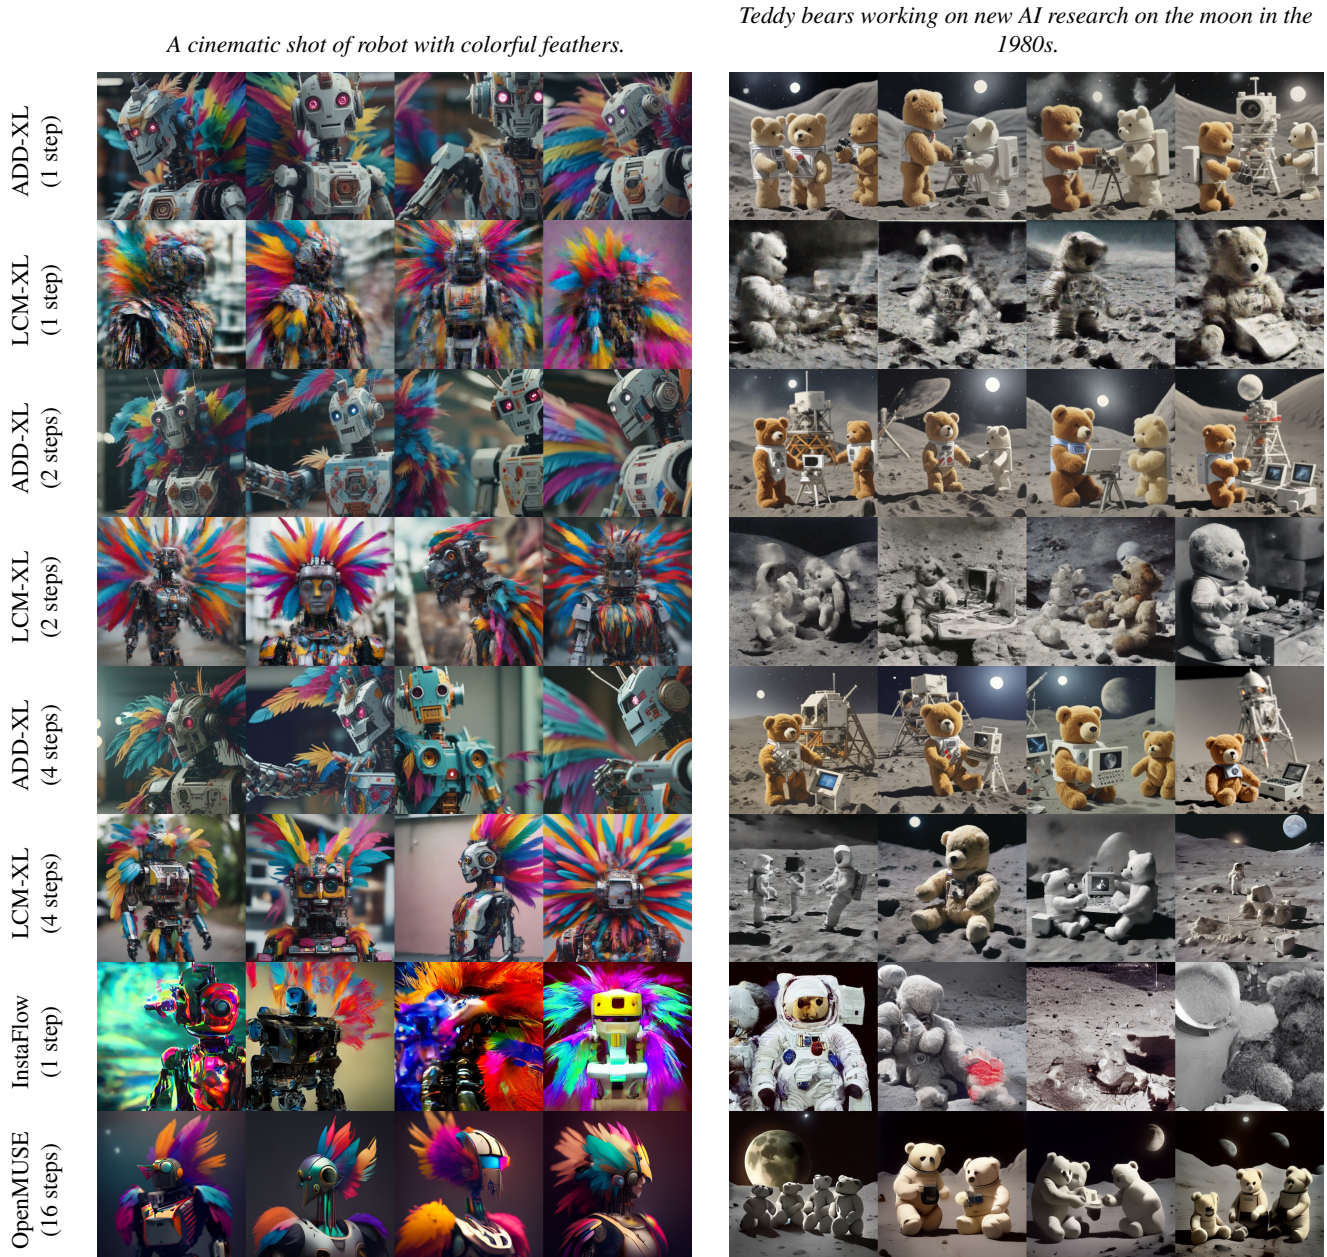 A cinematic shot of robot with colorful feathers.
Teddy bears working on new AI research on the moon in the
1980s.
ADD-XL
(1 step)
LCM-XL
(1 step)
ADD-XL
(2 steps)
LCM-XL
(2 steps)
ADD-XL
(4 steps)
LCM-XL
(4 steps)
InstaFlow
(1 step)
OpenMUSE
(16 steps)